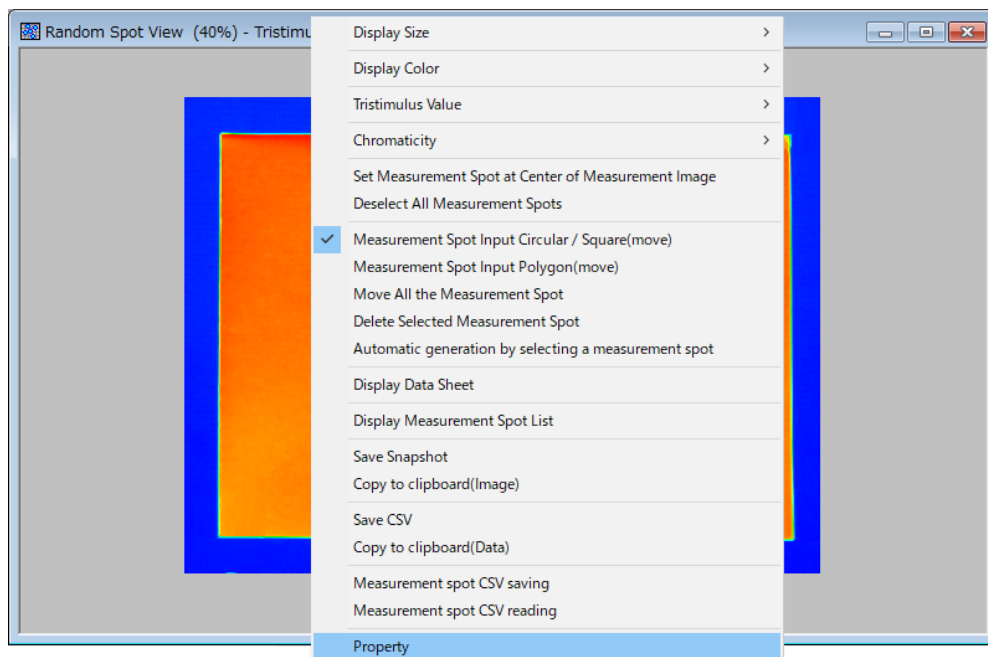 Random Spot View (40%) - Tristimu
Display Size
Display Color
Tristimulus Value
Chromaticity
Set Measurement Spot at Center of Measurement Image
Deselect All Measurement Spots
Measurement Spot Input Circular / Square(move)
Measurement Spot Input Polygon(move)
Move All the Measurement Spot
Delete Selected Measurement Spot
Automatic generation by selecting a measurement spot
Display Data Sheet
Display Measurement Spot List
Save Snapshot
Copy to clipboard(Image)
Save CSV
Copy to clipboard(Data)
Measurement spot CSV saving
Measurement spot CSV reading
Property